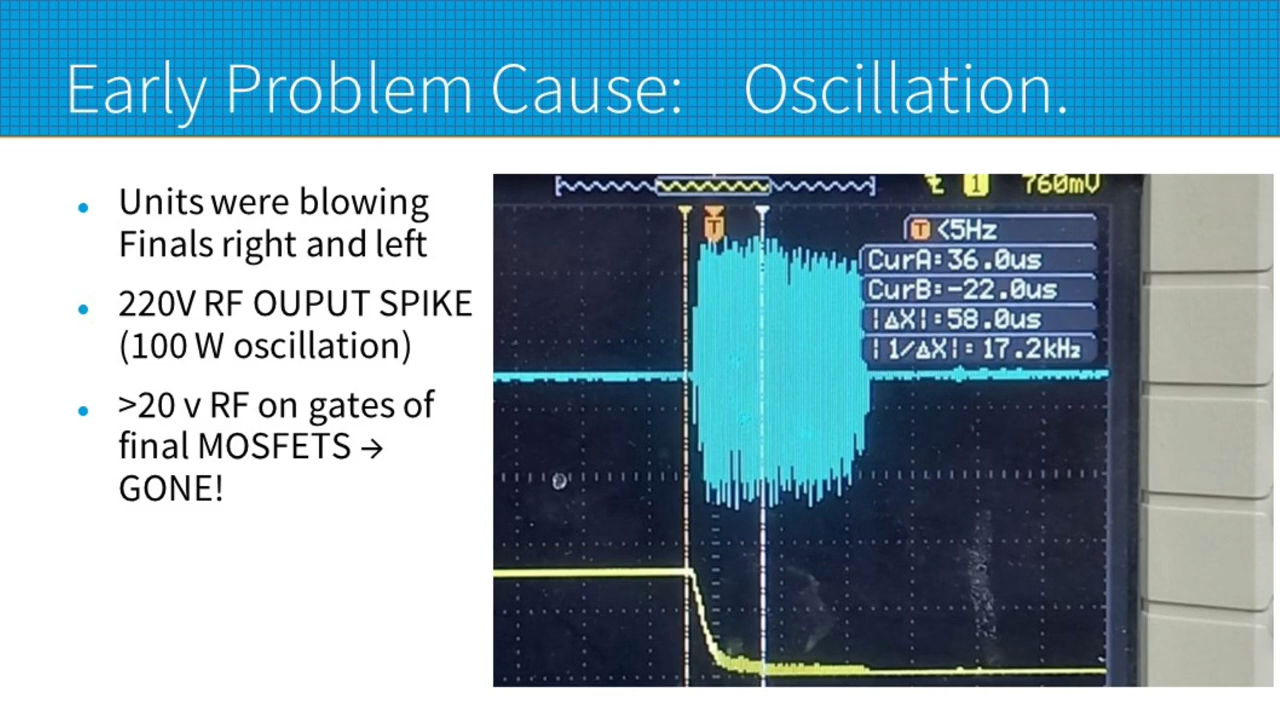 Early Problem Cause: Oscillation.
Units were blowing
Finals right and left
220V RF OUPUT SPIKE
(100 W oscillation)
>20 v RF on gates of
final MOSFETS →
GONE!
1 760mV
T
T <5Hz
CurA: 36.0us
CurB:-22.0us
|ΔX|: 58.0us
|1/ΔX|: 17.2kHz